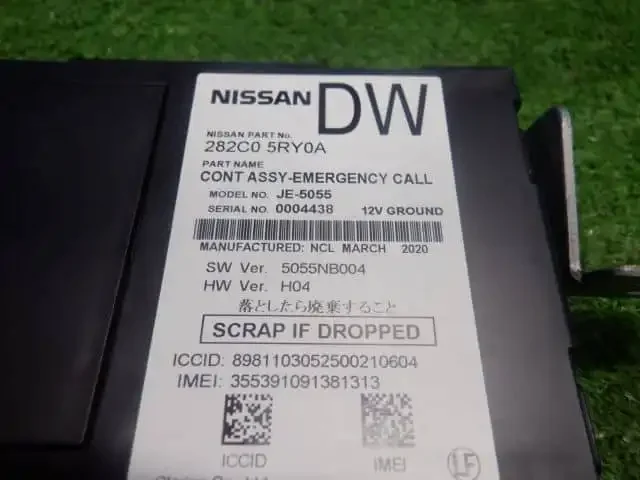 NISSAN DW
NISSAN PART No.
282C0 5RY0A
PART NAME
CONT ASSY-EMERGENCY CALL
MODEL NO. JE-5055
SERIAL NO. 0004438 12V GROUND
MANUFACTURED: NCL MARCH 2020
SW Ver. 5055NB004
HW Ver. H04
落としたら廃棄すること
SCRAP IF DROPPED
ICCID: 8981103052500210604
IMEI: 355391091381313
ICCID IMEI
LF